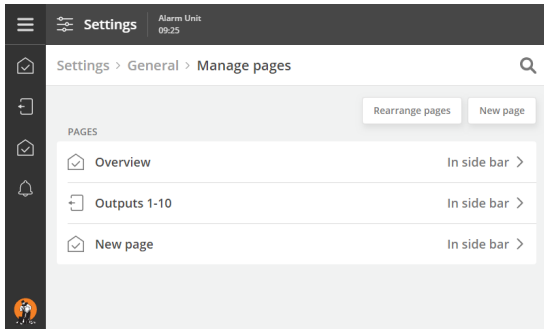 Settings
Alarm Unit
09:25
Settings > General > Manage pages
Rearrange pages
New page
PAGES
Overview
In side bar >
Outputs 1-10
In side bar >
New page
In side bar >